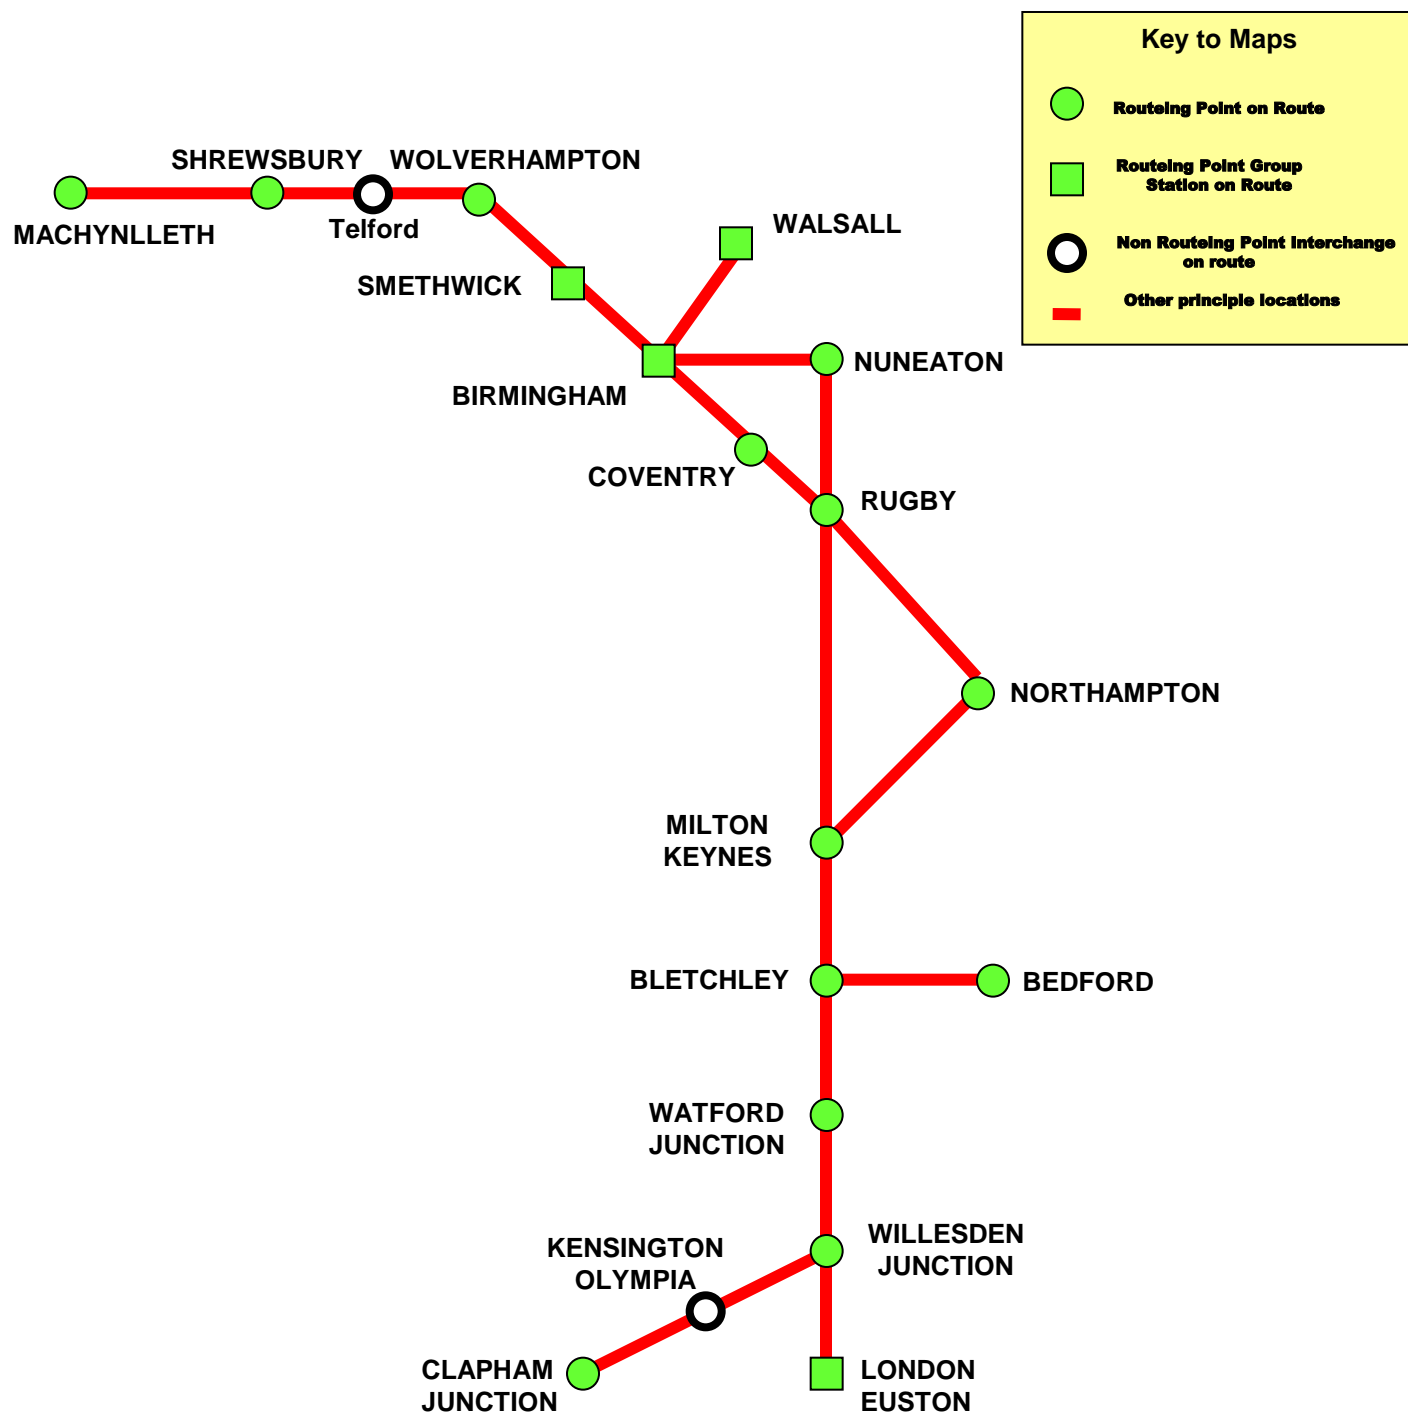 Key to Maps
Routeing Point on Route
Routeing Point Group
Station on Route
Non Routeing Point Interchange
on route
Other principle locations
SHREWSBURY
WOLVERHAMPTON
MACHYNLLETH
Telford
WALSALL
SMETHWICK
BIRMINGHAM
NUNEATON
COVENTRY
RUGBY
NORTHAMPTON
MILTON
KEYNES
BLETCHLEY
BEDFORD
WATFORD
JUNCTION
WILLESDEN
JUNCTION
KENSINGTON
OLYMPIA
CLAPHAM
JUNCTION
LONDON
EUSTON